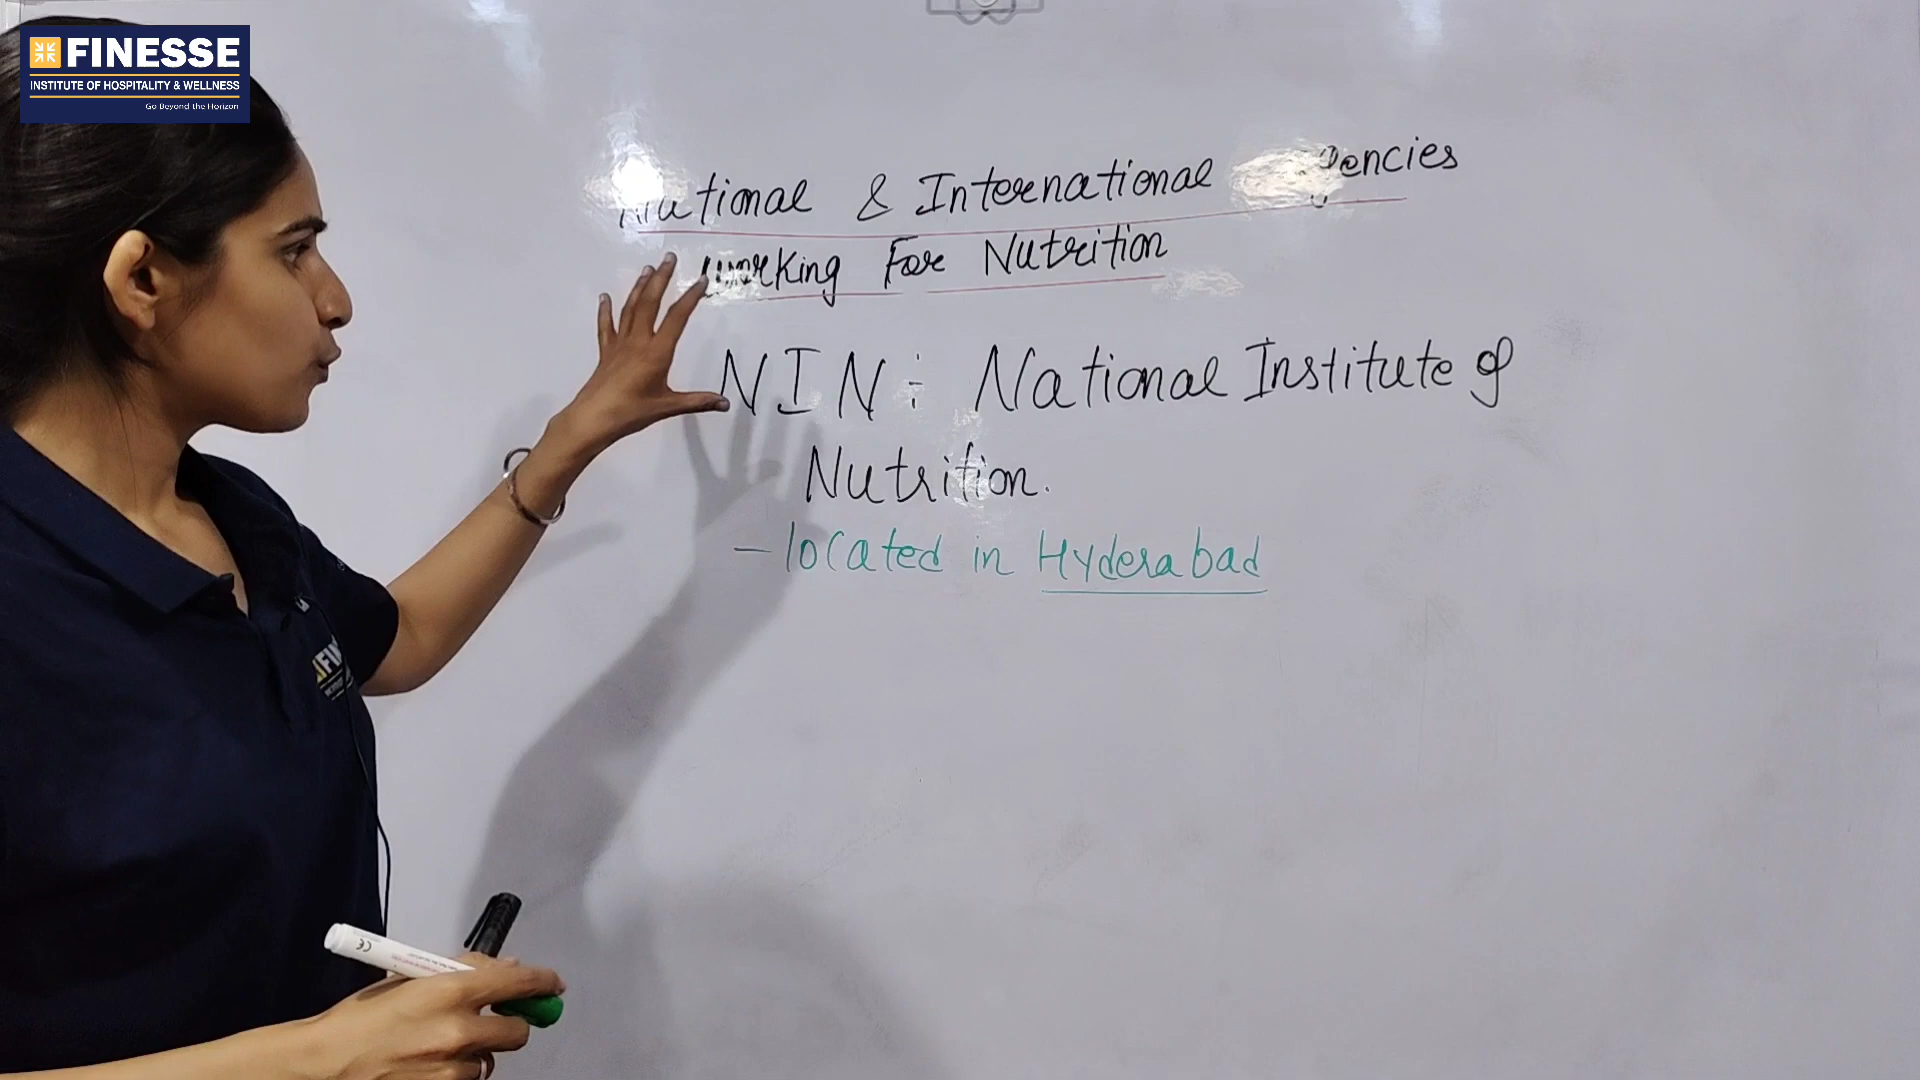 FINESSE
INSTITUTE OF HOSPITALITY & WELLNESS
Go Beyond the Horizon
National & International Agencies
working For Nutrition
NIN: National Institute of
Nutrition.
- located in Hyderabad
FIN